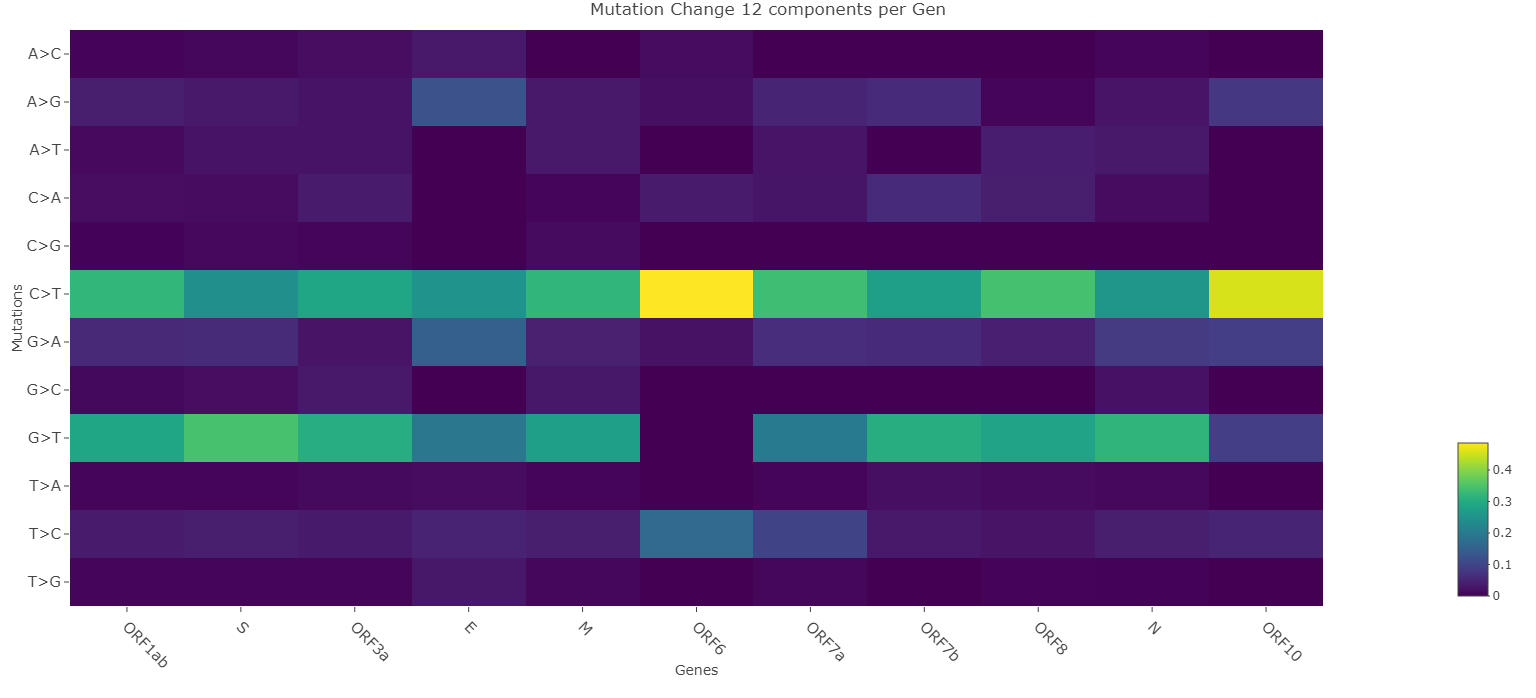 Mutation Change 12 components per Gen
Mutations
A>C
A>G
A>T
C>A
C>G
C>T
G>A
G>C
G>T
T>A
T>C
T>G
ORF1ab
S
ORF3a
E
M
ORF6
ORF7a
ORF7b
ORF8
N
ORF10
Genes
0.4
0.3
0.2
0.1
0